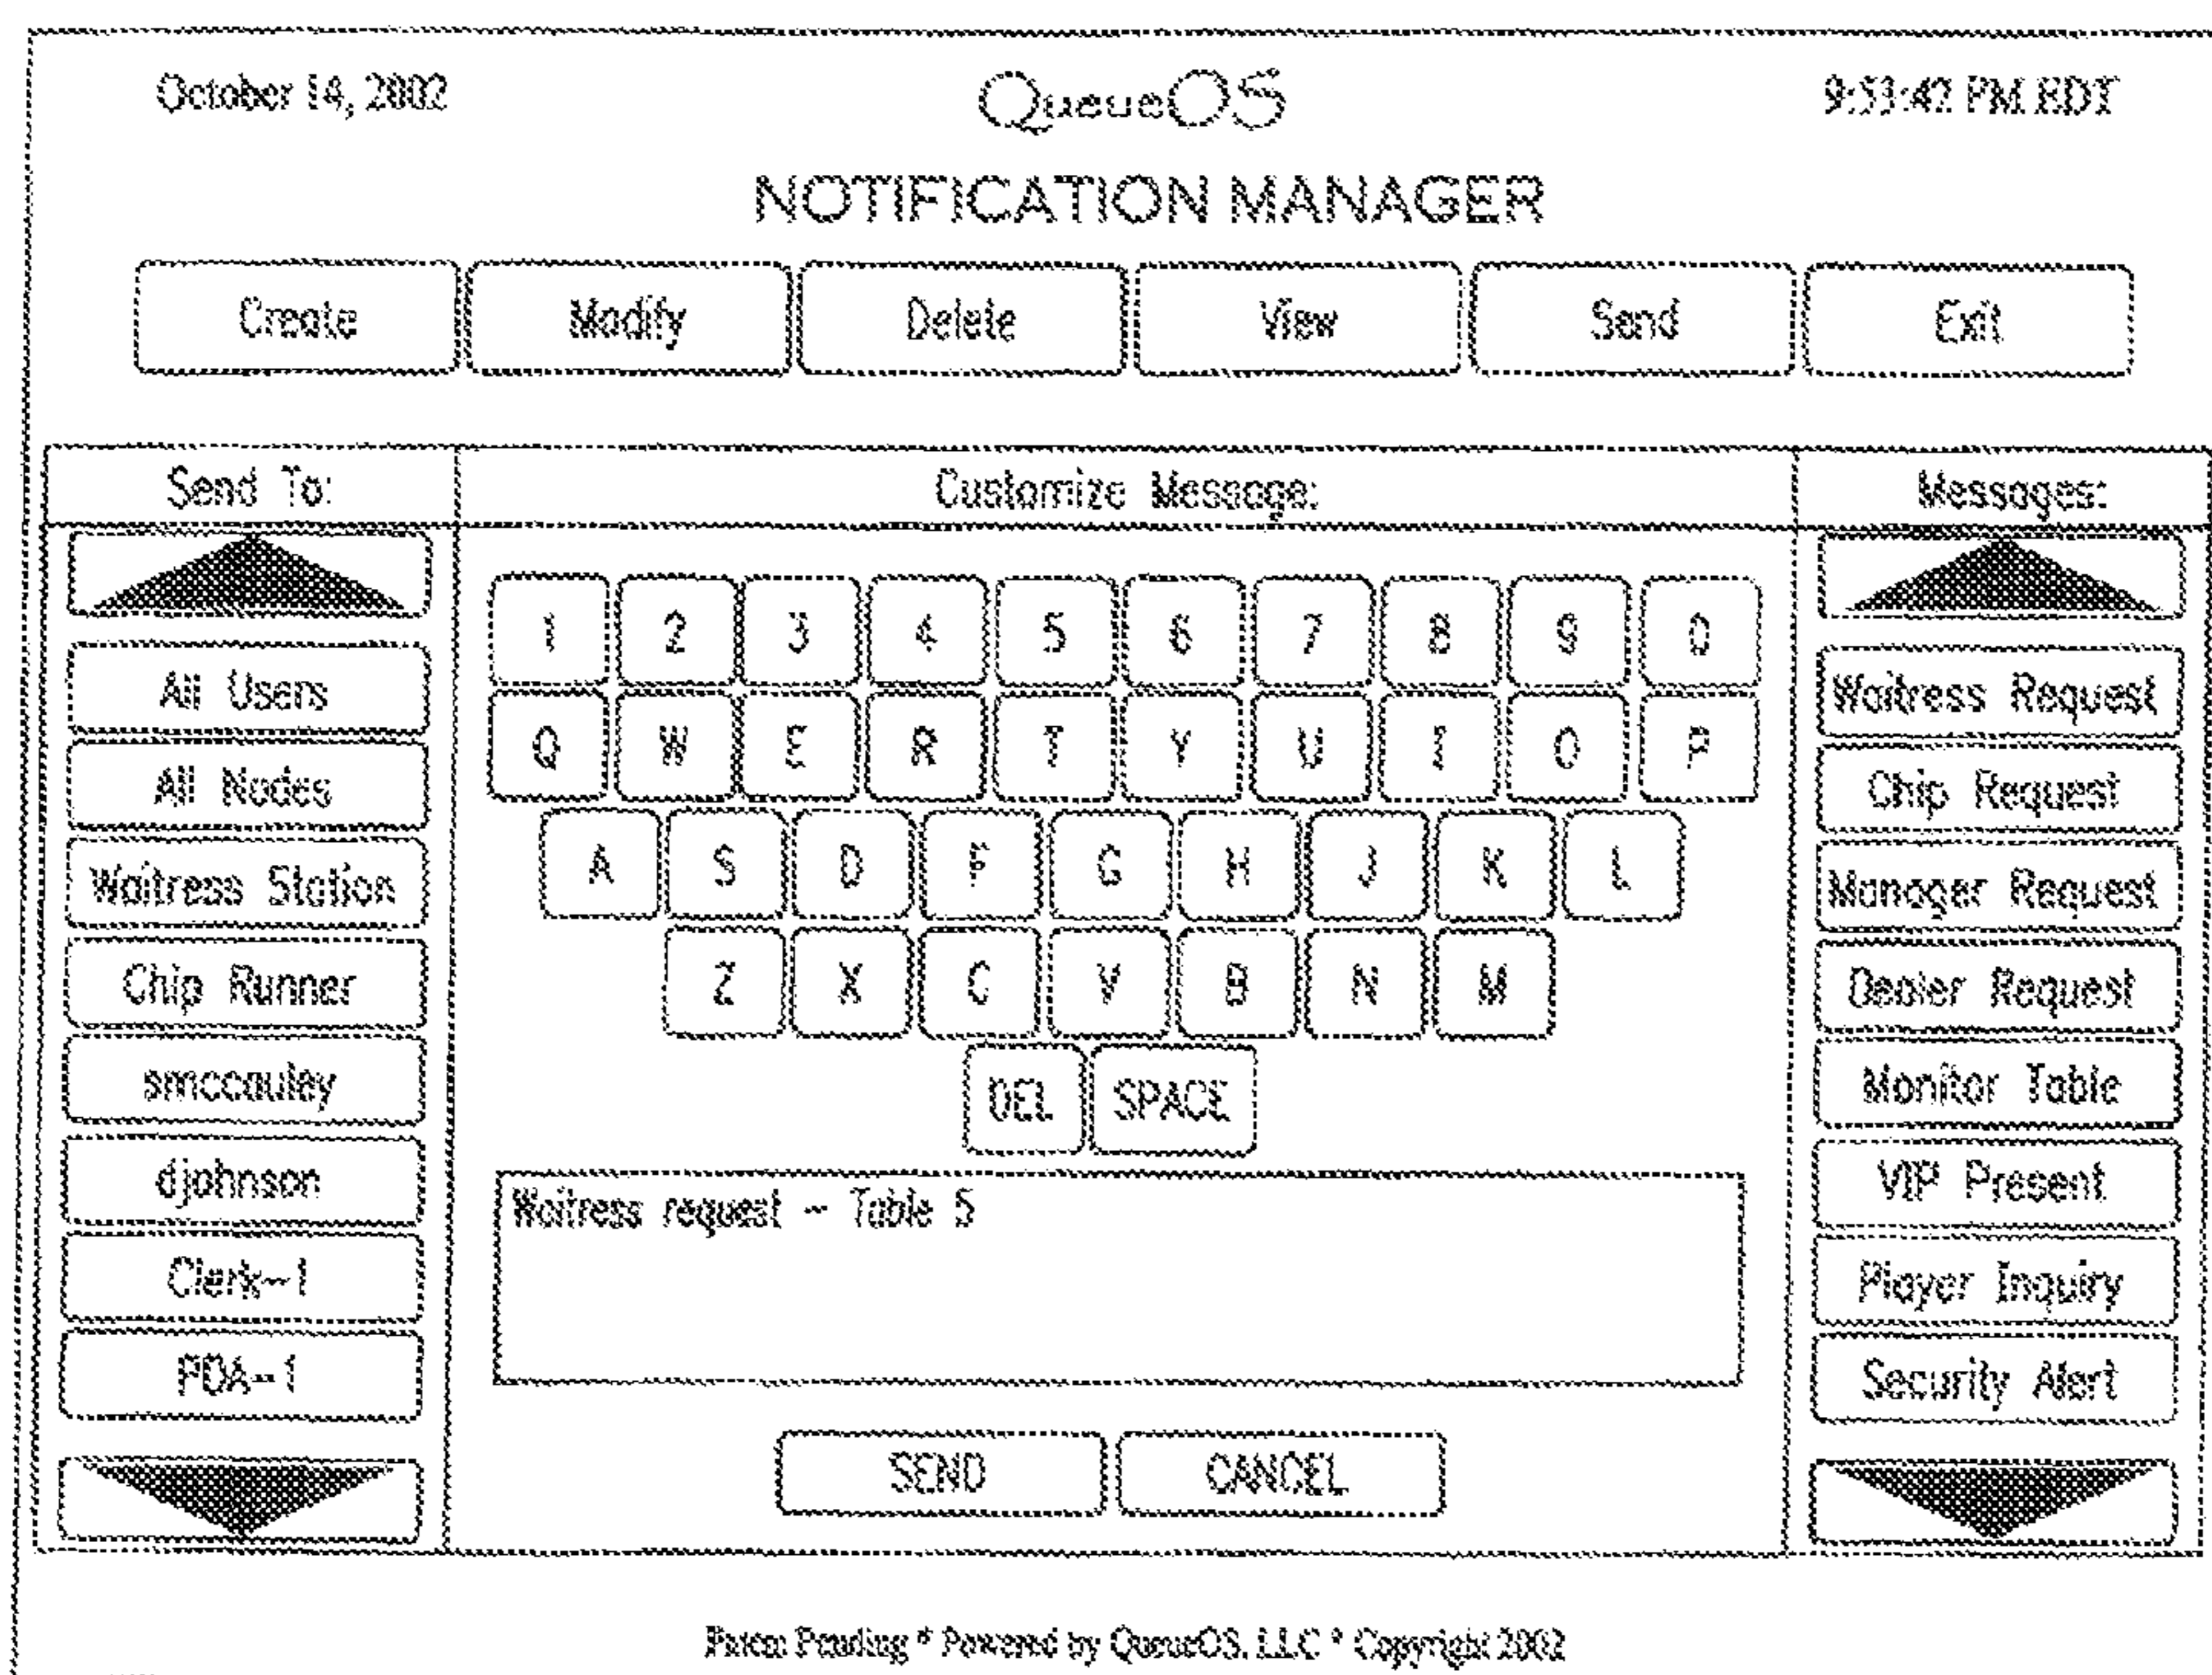 October 14, 2002
QueueOS
9:53:42 PM EDT
NOTIFICATION MANAGER
Create
Modify
Delete
View
Send
Exit
Send To:
Customize Message:
Messages:
All Users
All Nodes
Waitress Station
Chip Runner
smccauley
djohnson
Clerk-1
PDA-1
1 2 3 4 5 6 7 8 9 0
Q W E R T Y U I O P
A S D F G H J K L
Z X C V B N M
DEL SPACE
Waitress request - Table 5
SEND
CANCEL
Waitress Request
Chip Request
Manager Request
Dealer Request
Monitor Table
VIP Present
Player Inquiry
Security Alert
Patent Pending * Powered by QueueOS, LLC * Copyright 2002